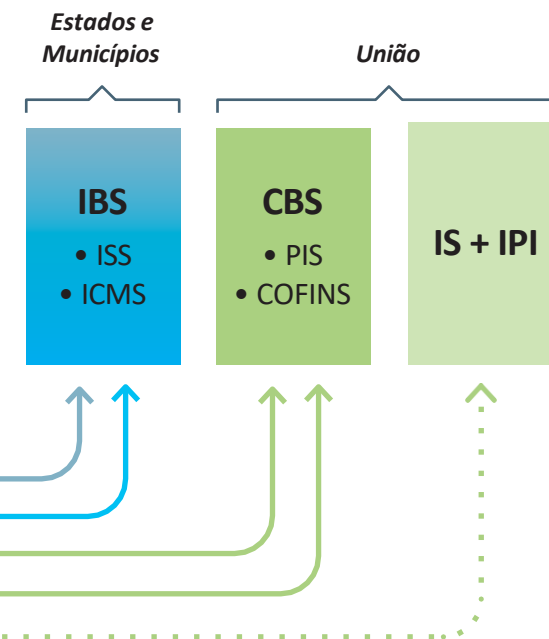 Estados e
Municípios
União
IBS
• ISS
• ICMS
CBS
• PIS
• COFINS
IS + IPI